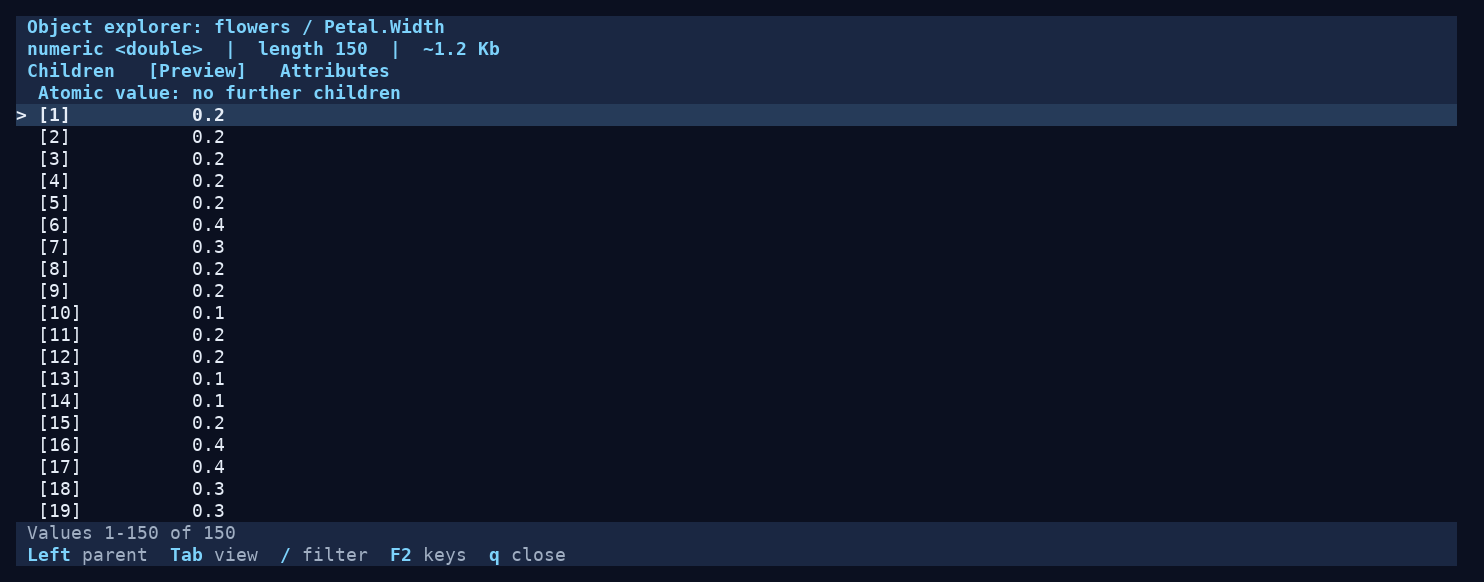 Object explorer: flowers / Petal.Width
numeric <double>  |  length 150  |  ~1.2 Kb
Children   [Preview]   Attributes
Atomic value: no further children
> [1]           0.2
[2]           0.2
[3]           0.2
[4]           0.2
[5]           0.2
[6]           0.4
[7]           0.3
[8]           0.2
[9]           0.2
[10]          0.1
[11]          0.2
[12]          0.2
[13]          0.1
[14]          0.1
[15]          0.2
[16]          0.4
[17]          0.4
[18]          0.3
[19]          0.3
Values 1-150 of 150
Left parent  Tab view  / filter  F2 keys  q close